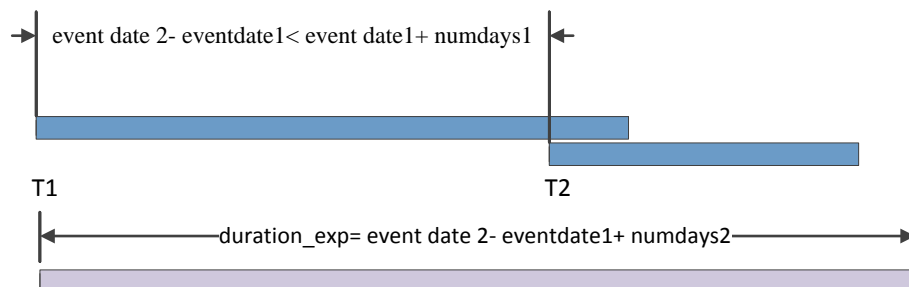 event date 2- eventdate1< event date1+ numdays1
T1 T2
duration_exp= event date 2- eventdate1+ numdays2